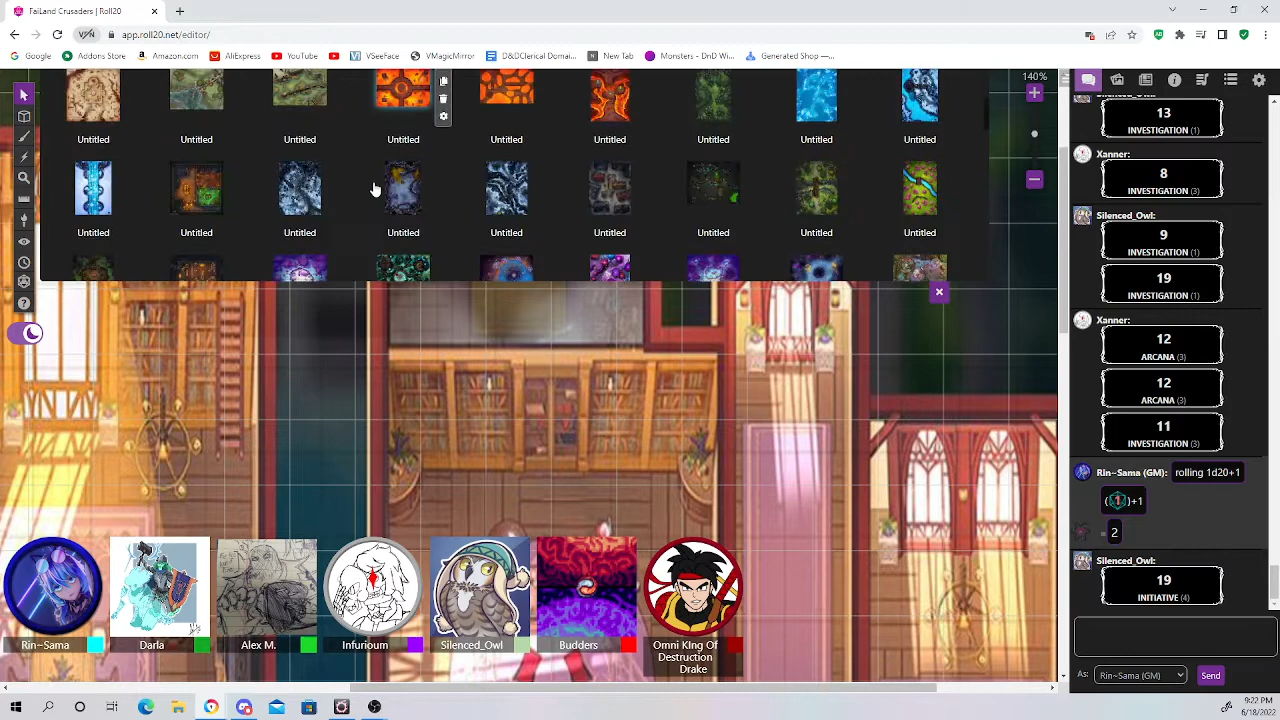 FaiLand Crusaders | Roll20
app.roll20.net/editor/
Google
Addons Store
Amazon.com
AliExpress
YouTube
VSeeFace
VMagicMirror
D&DClerical Domai...
New Tab
Monsters - DnD Wi...
Generated Shop —...
140%
Untitled Untitled Untitled Untitled Untitled Untitled Untitled Untitled Untitled
Untitled Untitled Untitled Untitled Untitled Untitled Untitled Untitled Untitled
13
INVESTIGATION (1)
Xanner:
8
INVESTIGATION (3)
Silenced_Owl:
9
INVESTIGATION (1)
19
INVESTIGATION (1)
Xanner:
12
ARCANA (3)
12
ARCANA (3)
11
INVESTIGATION (3)
Rin~Sama (GM): rolling 1d20+1
(1)+1
= 2
Silenced_Owl:
19
INITIATIVE (4)
As: Rin~Sama (GM) Send
Rin~Sama
Darla
Alex M.
Infurioum
Silenced_Owl
Budders
Omni KIng Of
Destruction
Drake
9:22 PM
6/18/2022